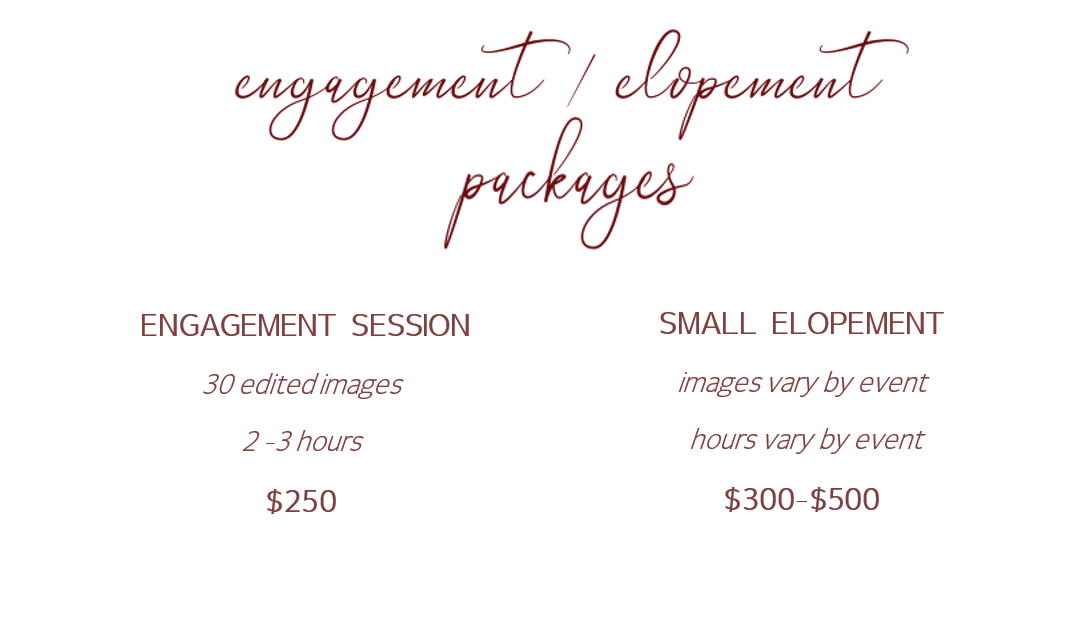 engagement / elopement
packages
ENGAGEMENT SESSION
30 edited images
2 -3 hours
$250
SMALL ELOPEMENT
images vary by event
hours vary by event
$300-$500